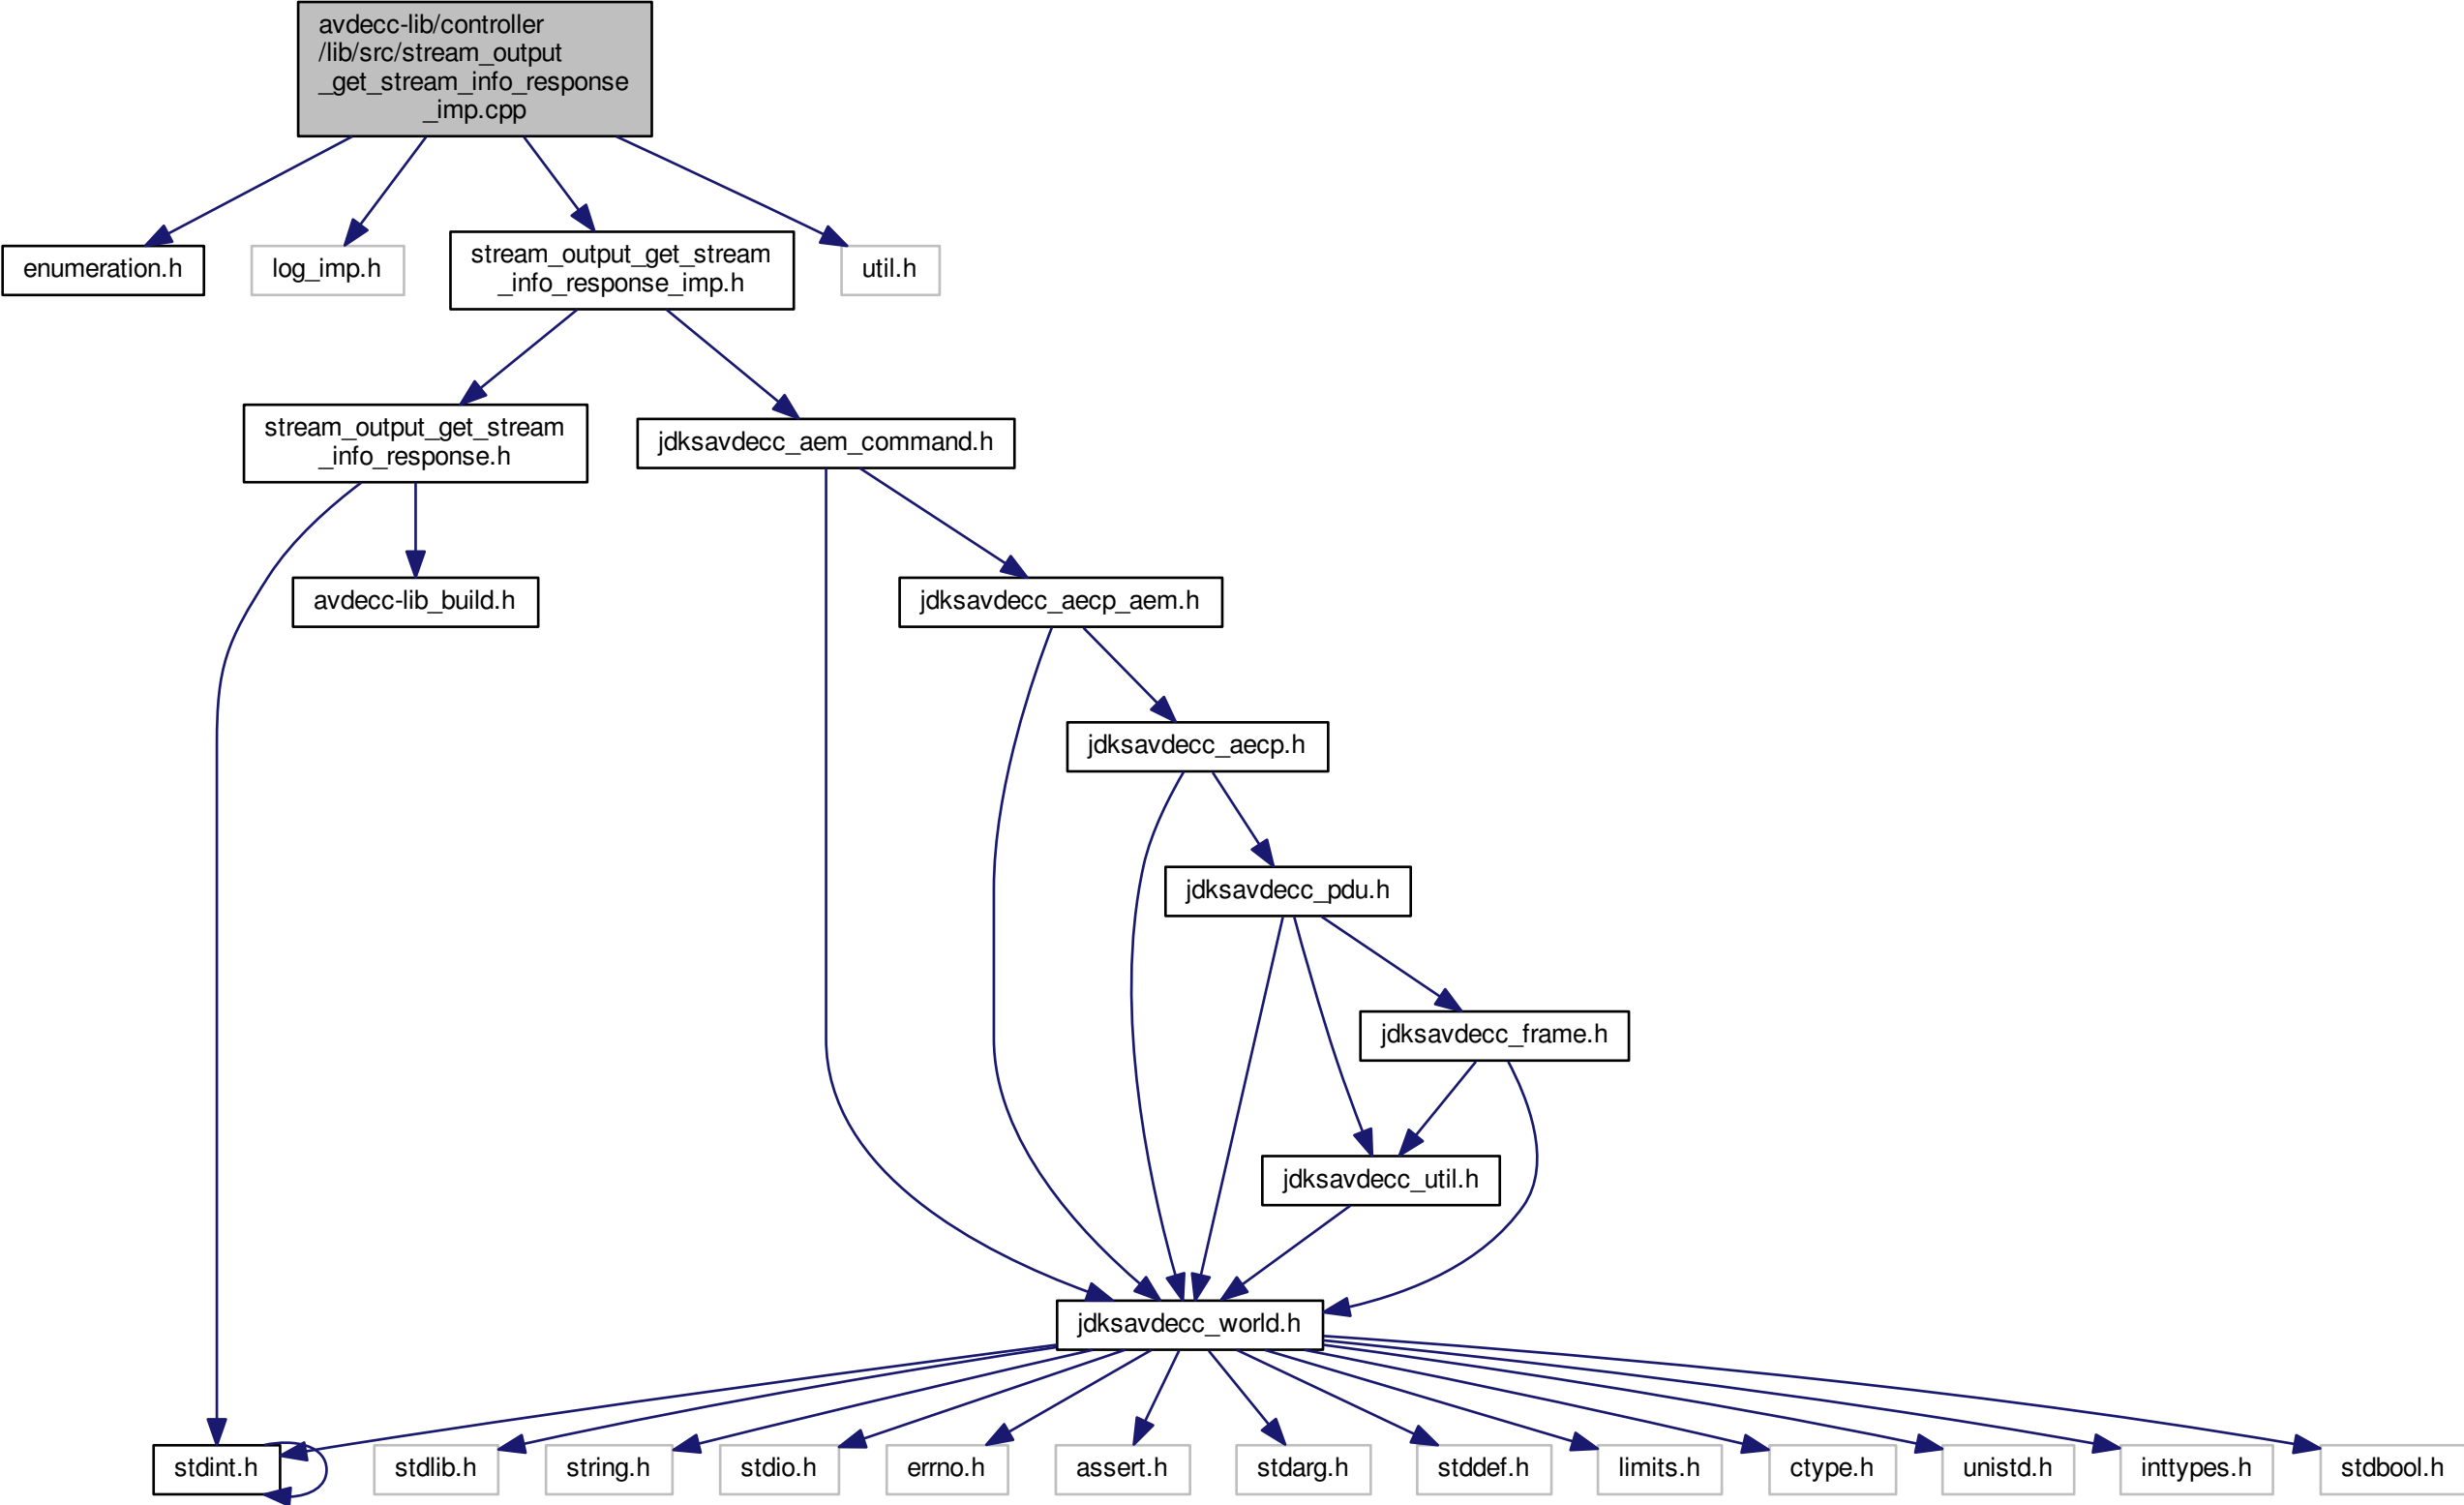 avdecc-lib/controller
/lib/src/stream_output
_get_stream_info_response
_imp.cpp
enumeration.h
log_imp.h
stream_output_get_stream
_info_response_imp.h
util.h
stream_output_get_stream
_info_response.h
jdksavdecc_aem_command.h
avdecc-lib_build.h
jdksavdecc_aecp_aem.h
jdksavdecc_aecp.h
jdksavdecc_pdu.h
jdksavdecc_frame.h
jdksavdecc_util.h
jdksavdecc_world.h
stdint.h
stdlib.h
string.h
stdio.h
errno.h
assert.h
stdarg.h
stddef.h
limits.h
ctype.h
unistd.h
inttypes.h
stdbool.h